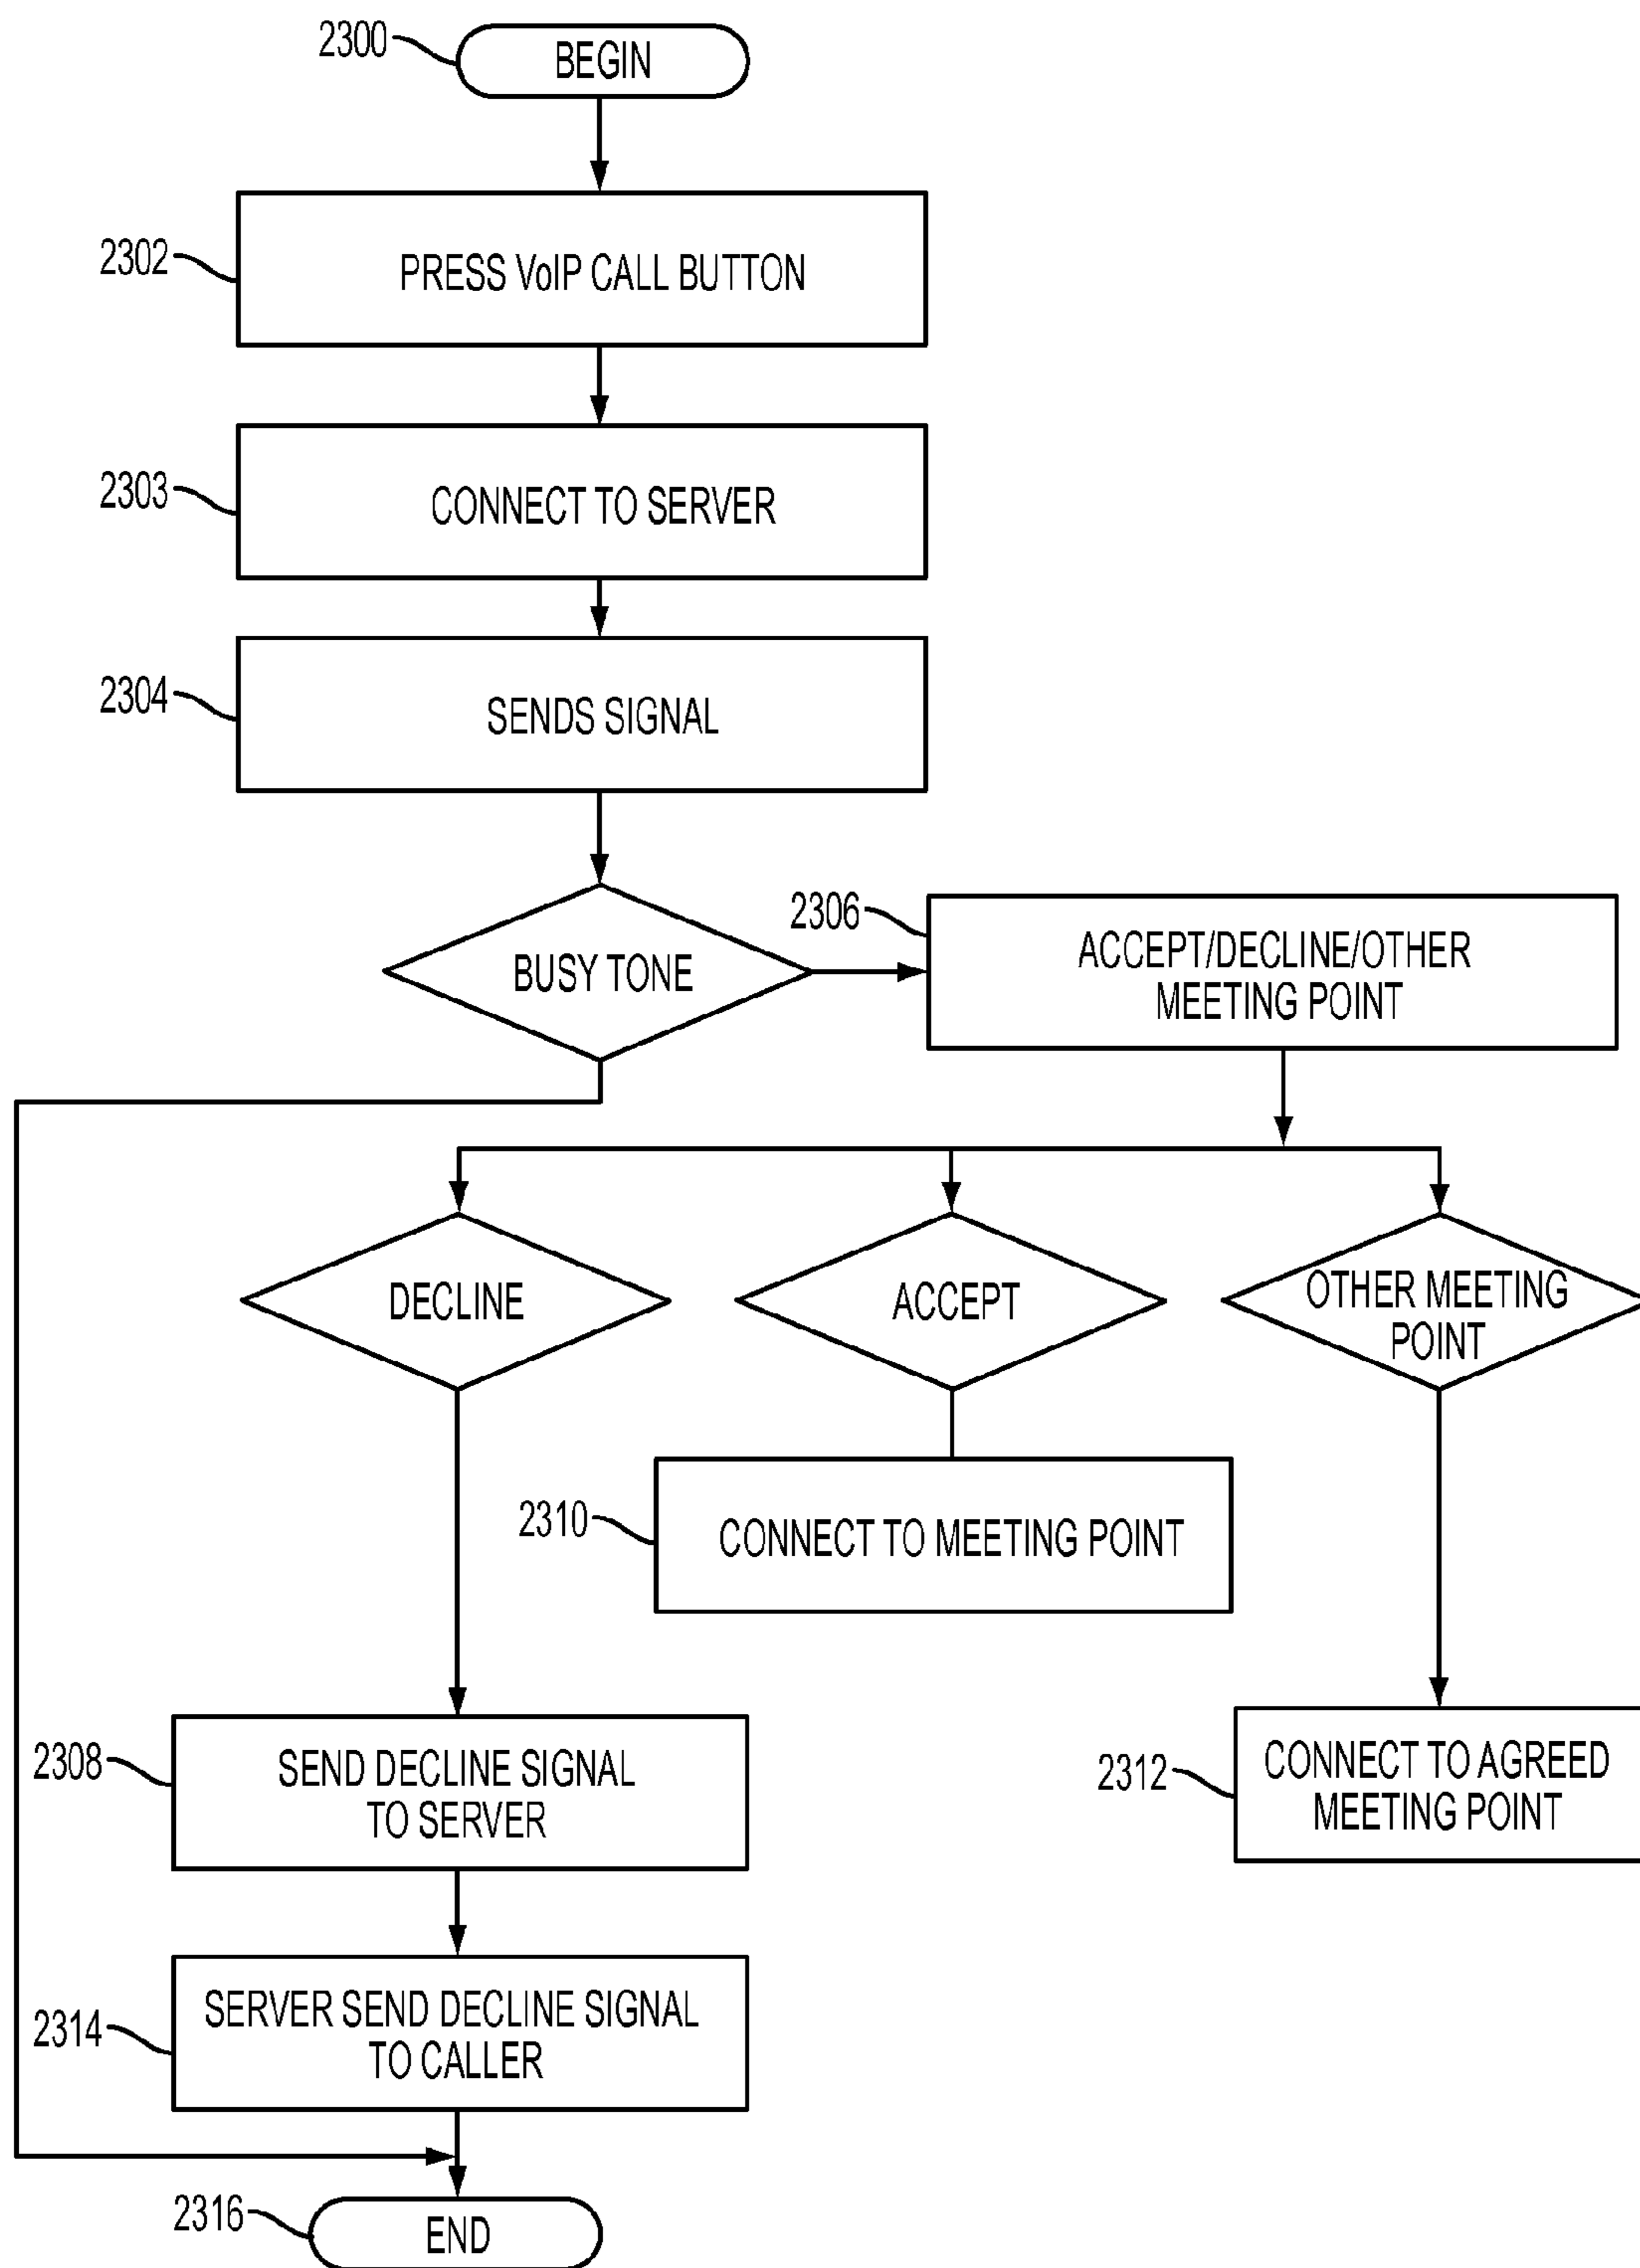 2300
BEGIN
2302
PRESS VoIP CALL BUTTON
2303
CONNECT TO SERVER
2304
SENDS SIGNAL
BUSY TONE
2306
ACCEPT/DECLINE/OTHER
MEETING POINT
DECLINE
ACCEPT
OTHER MEETING
POINT
2310
CONNECT TO MEETING POINT
2308
SEND DECLINE SIGNAL
TO SERVER
2312
CONNECT TO AGREED
MEETING POINT
2314
SERVER SEND DECLINE SIGNAL
TO CALLER
2316
END